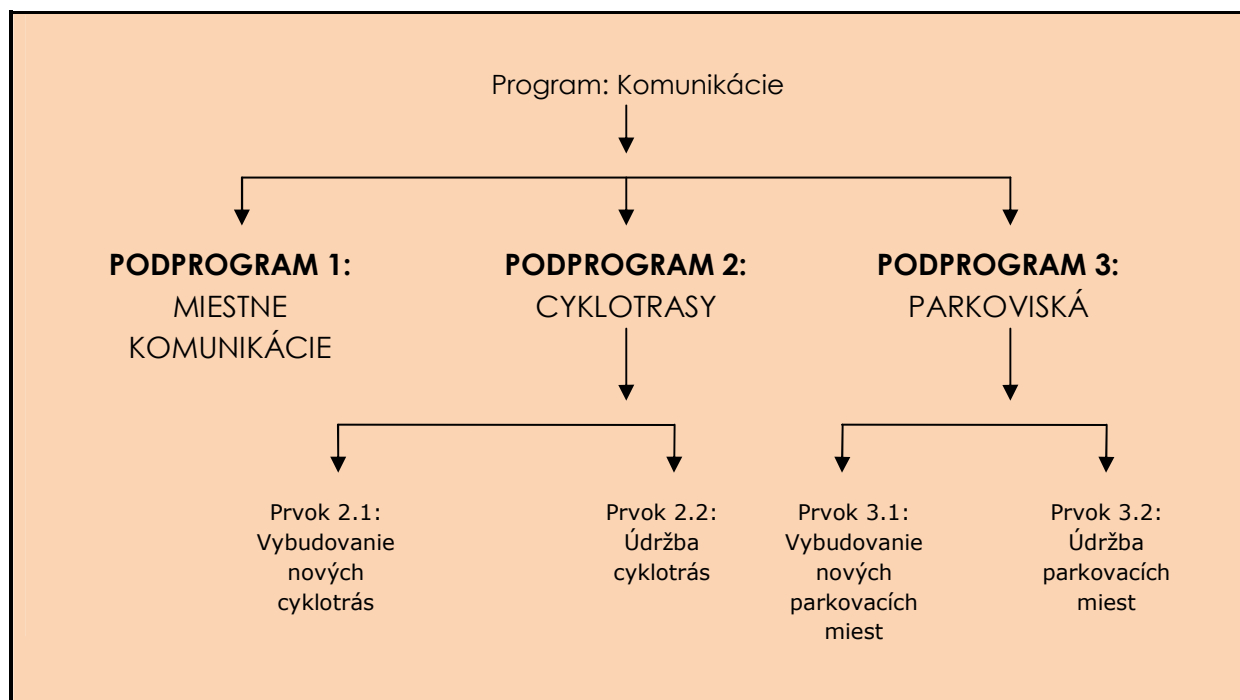 Program: Komunikácie
PODPROGRAM 1:
MIESTNE
KOMUNIKÁCIE
PODPROGRAM 2:
CYKLOTRASY
PODPROGRAM 3:
PARKOVISKÁ
Prvok 2.1:
Vybudovanie
nových
cyklotrás
Prvok 2.2:
Údržba
cyklotrás
Prvok 3.1:
Vybudovanie
nových
parkovacích
miest
Prvok 3.2:
Údržba
parkovacích
miest